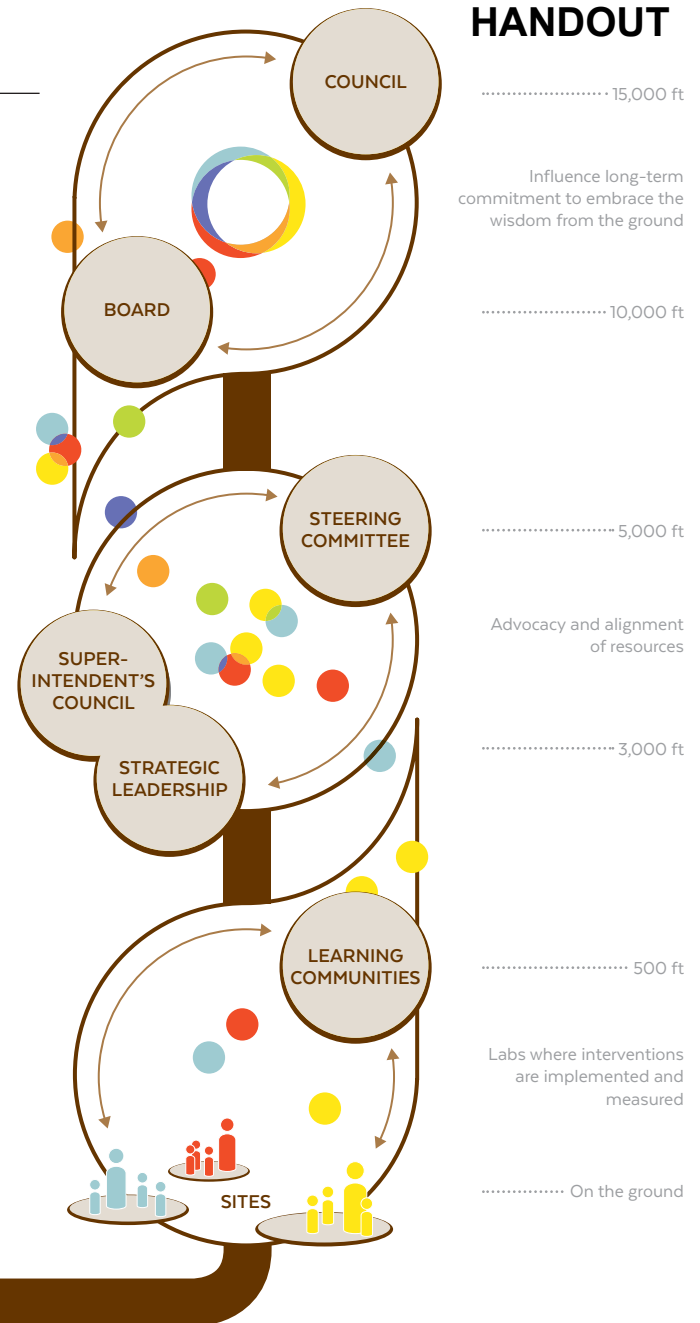 HANDOUT
COUNCIL
15,000 ft
Influence long-term
commitment to embrace the
wisdom from the ground
BOARD
10,000 ft
STEERING
COMMITTEE
5,000 ft
Advocacy and alignment
of resources
SUPER-
INTENDENT'S
COUNCIL
3,000 ft
STRATEGIC
LEADERSHIP
LEARNING
COMMUNITIES
500 ft
Labs where interventions
are implemented and
measured
SITES
On the ground